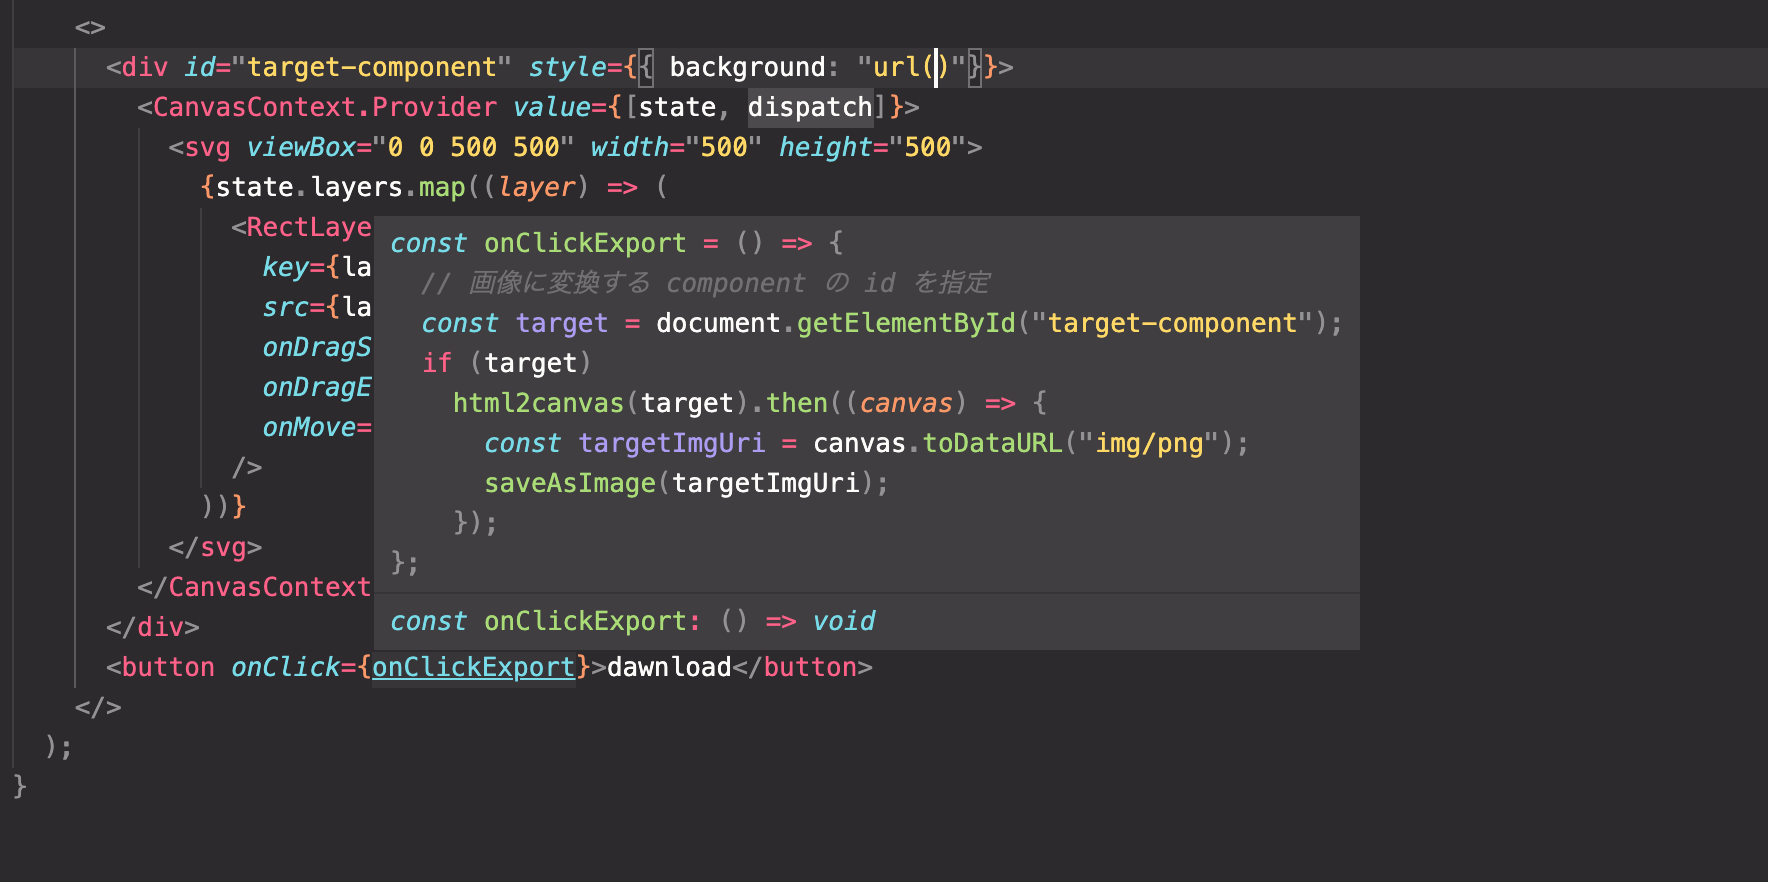 <>
<div id="target-component" style={{ background: "url()"}}>
<CanvasContext.Provider value={[state, dispatch]}>
<svg viewBox="0 0 500 500" width="500" height="500">
{state.layers.map((layer) => (
<RectLaye
key={la
src={la
onDragS
onDragE
onMove=
/>
))}
</svg>
</CanvasContext
</div>
const onClickExport = () => {
// 画像に変換する component の id を指定
const target = document.getElementById("target-component");
if (target)
html2canvas(target).then((canvas) => {
const targetImgUri = canvas.toDataURL("img/png");
saveAsImage(targetImgUri);
});
};
const onClickExport: () => void
<button onClick={onClickExport}>dawnload</button>
</>
);
}